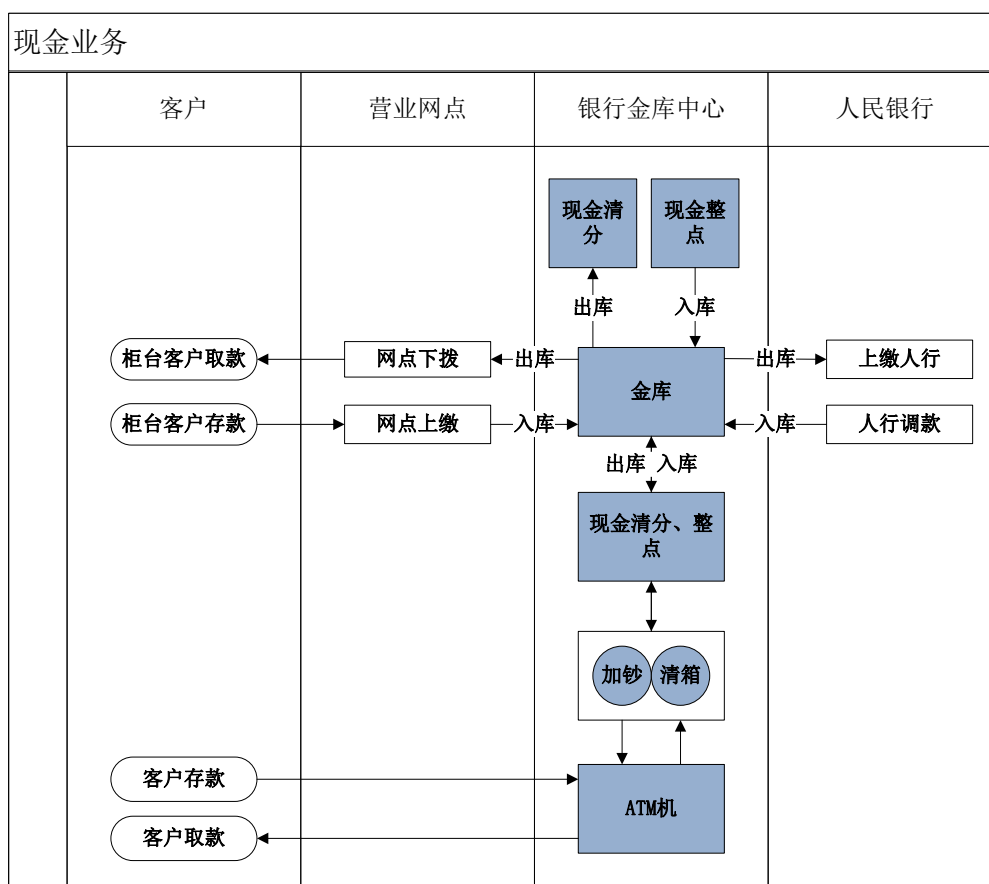 现金业务
客户
营业网点
银行金库中心
人民银行
现金清
分
现金整
点
出库
入库
柜台客户取款
网点下拨
出库
金库
出库
上缴人行
柜台客户存款
网点上缴
入库
入库
人行调款
出库
入库
现金清分、整
点
加钞
清箱
客户存款
ATM机
客户取款